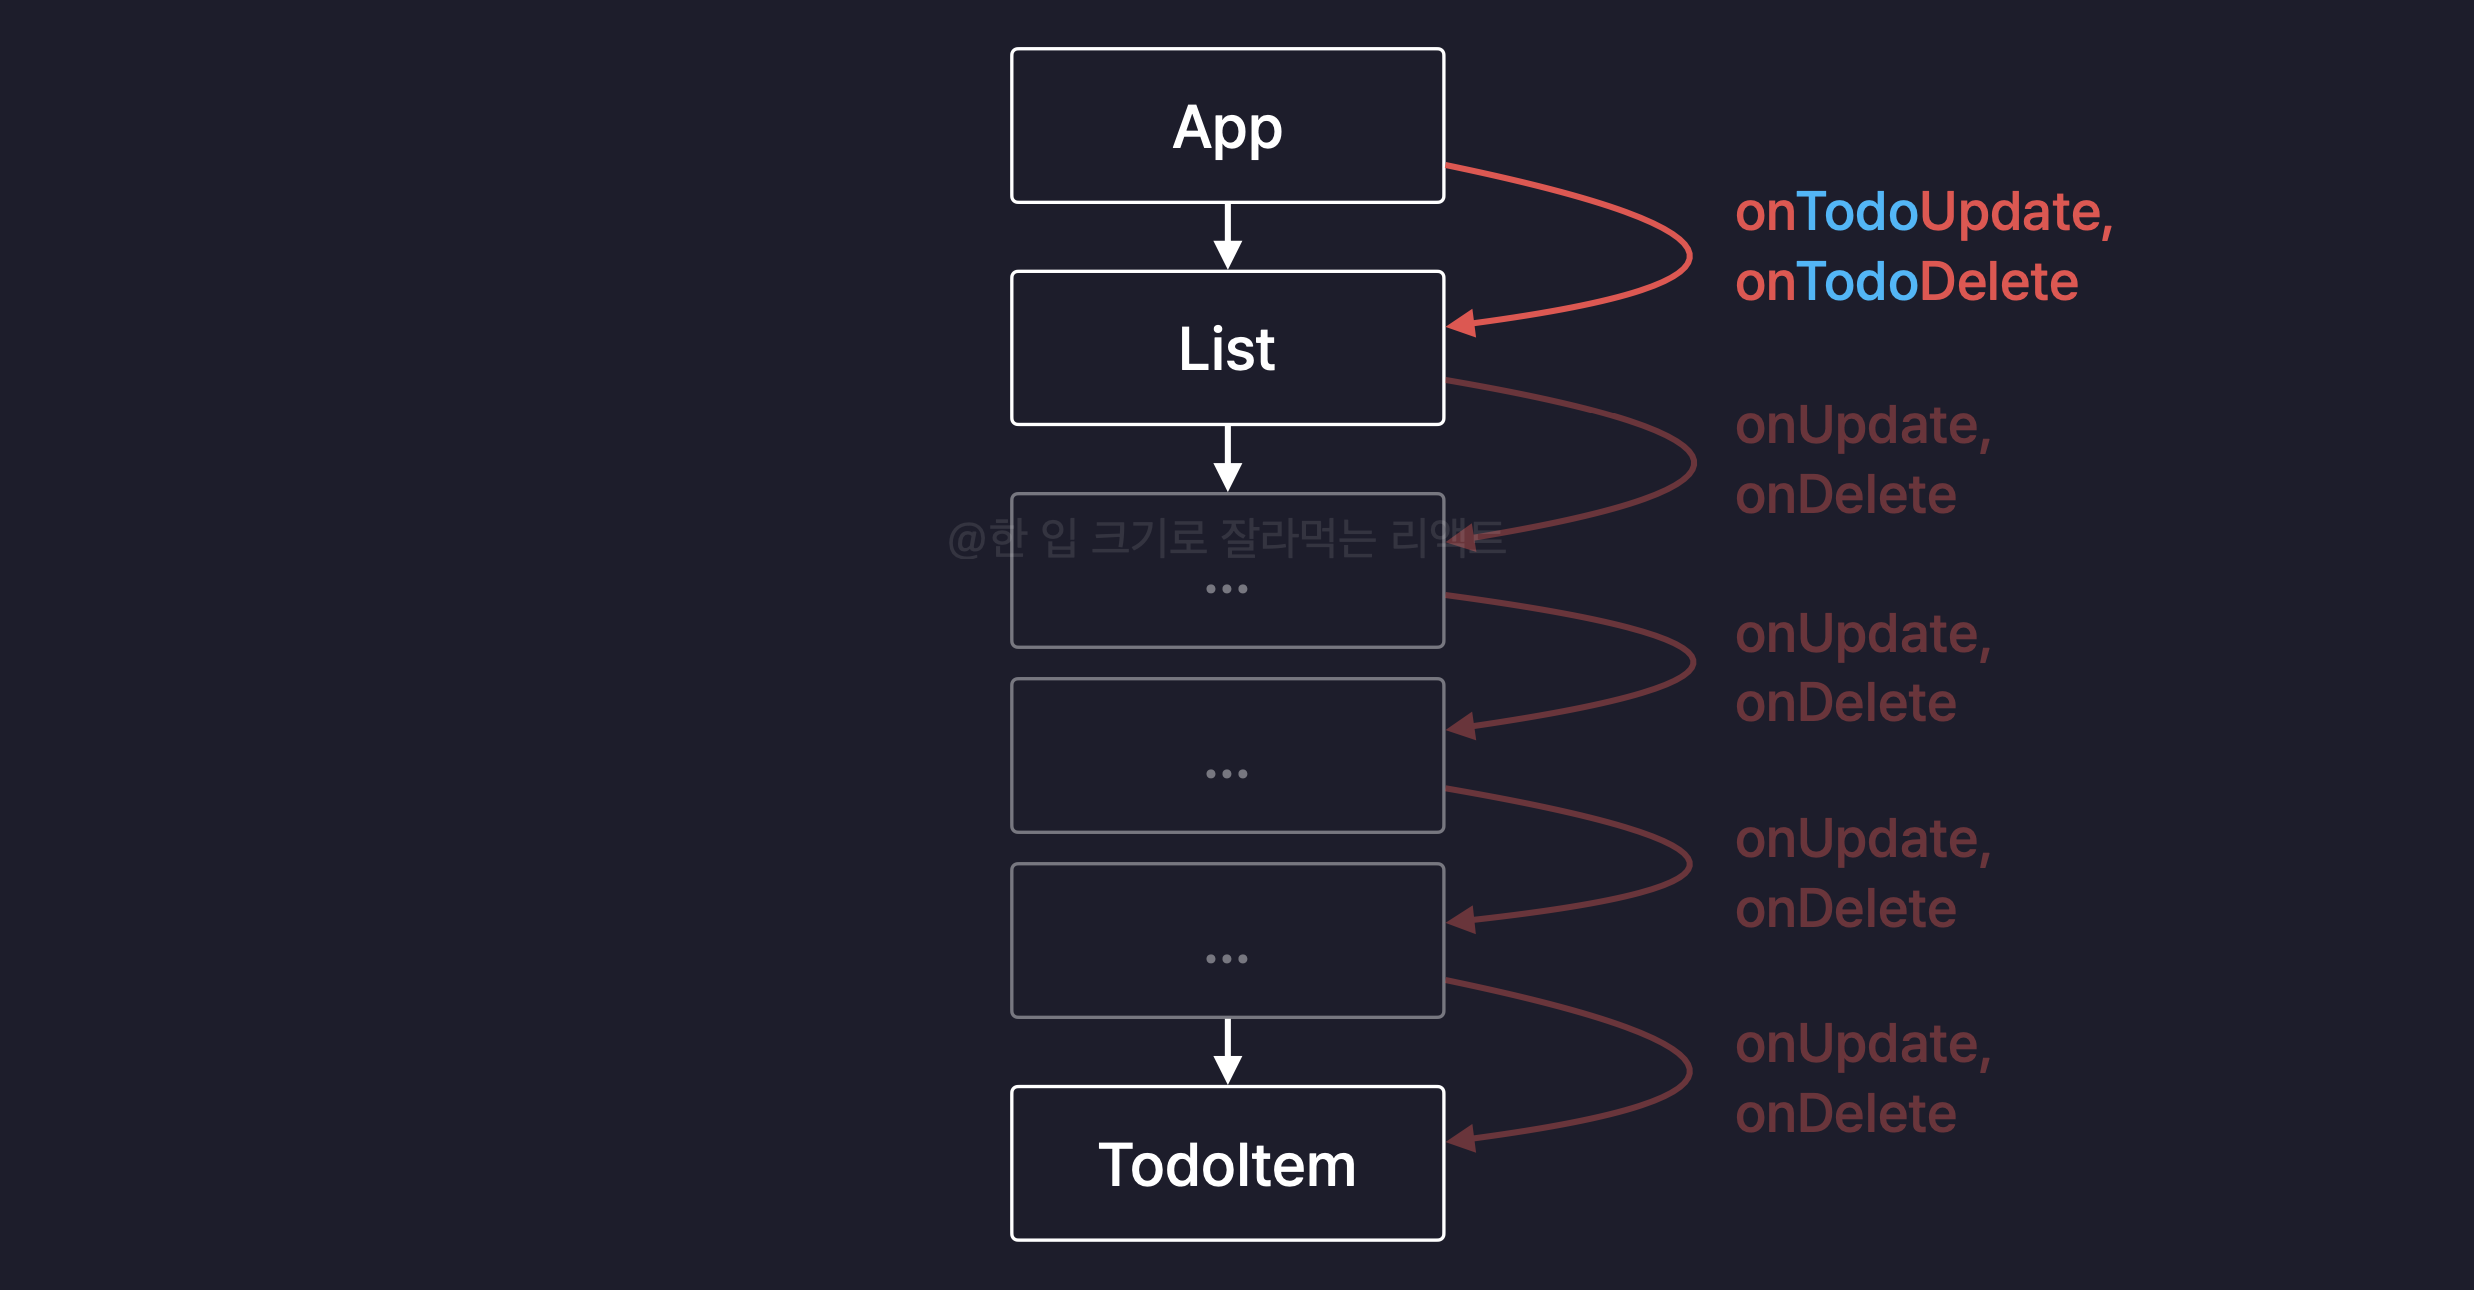 App
onTodoUpdate,
onTodoDelete
List
onUpdate,
onDelete
@한 입 크기로 잘라먹는 리액트
...
onUpdate,
onDelete
...
onUpdate,
onDelete
...
onUpdate,
onDelete
TodoItem